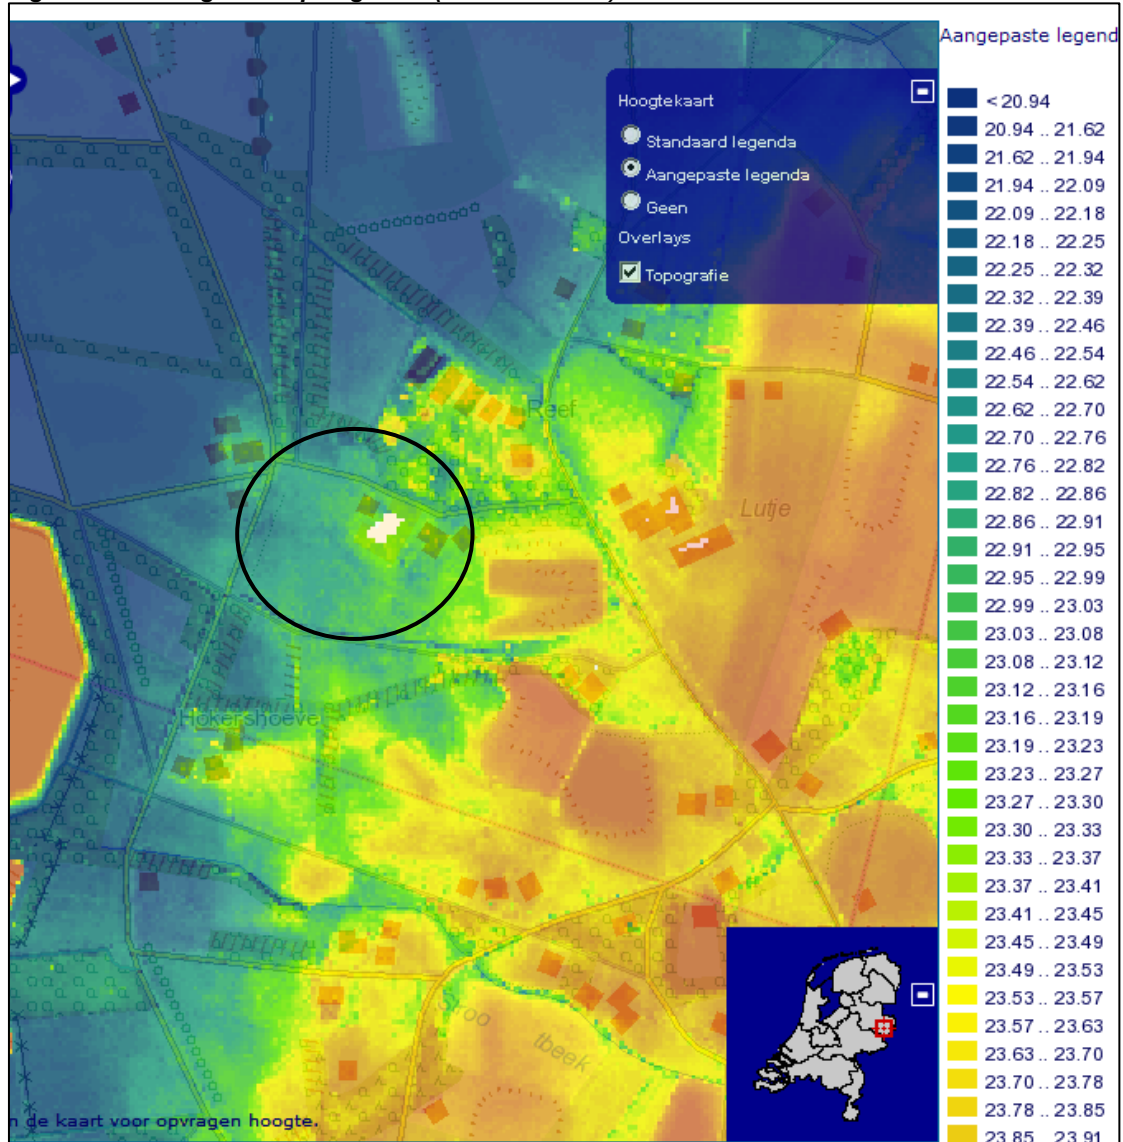 Aangepaste legend
Hoogtekaart
Standaard legenda
Aangepaste legenda
Geen
Overlays
Topografie
< 20.94
20.94 .. 21.62
21.62 .. 21.94
21.94 .. 22.09
22.09 .. 22.18
22.18 .. 22.25
22.25 .. 22.32
22.32 .. 22.39
22.39 .. 22.46
22.46 .. 22.54
22.54 .. 22.62
22.62 .. 22.70
22.70 .. 22.76
22.76 .. 22.82
22.82 .. 22.86
22.86 .. 22.91
22.91 .. 22.95
22.95 .. 22.99
22.99 .. 23.03
23.03 .. 23.08
23.08 .. 23.12
23.12 .. 23.16
23.16 .. 23.19
23.19 .. 23.23
23.23 .. 23.27
23.27 .. 23.30
23.30 .. 23.33
23.33 .. 23.37
23.37 .. 23.41
23.41 .. 23.45
23.45 .. 23.49
23.49 .. 23.53
23.53 .. 23.57
23.57 .. 23.63
23.63 .. 23.70
23.70 .. 23.78
23.78 .. 23.85
23.85 .. 23.91
Reef
Lutje
Hokershoevel
Stroo
tbeek
n de kaart voor opvragen hoogte.